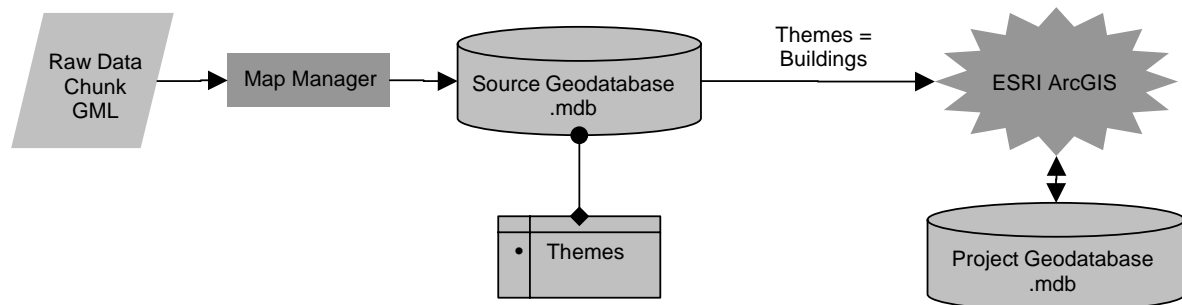 Raw Data
Chunk
GML
Map Manager
Source Geodatabase
.mdb
Themes =
Buildings
ESRI ArcGIS
Themes
Project Geodatabase
.mdb